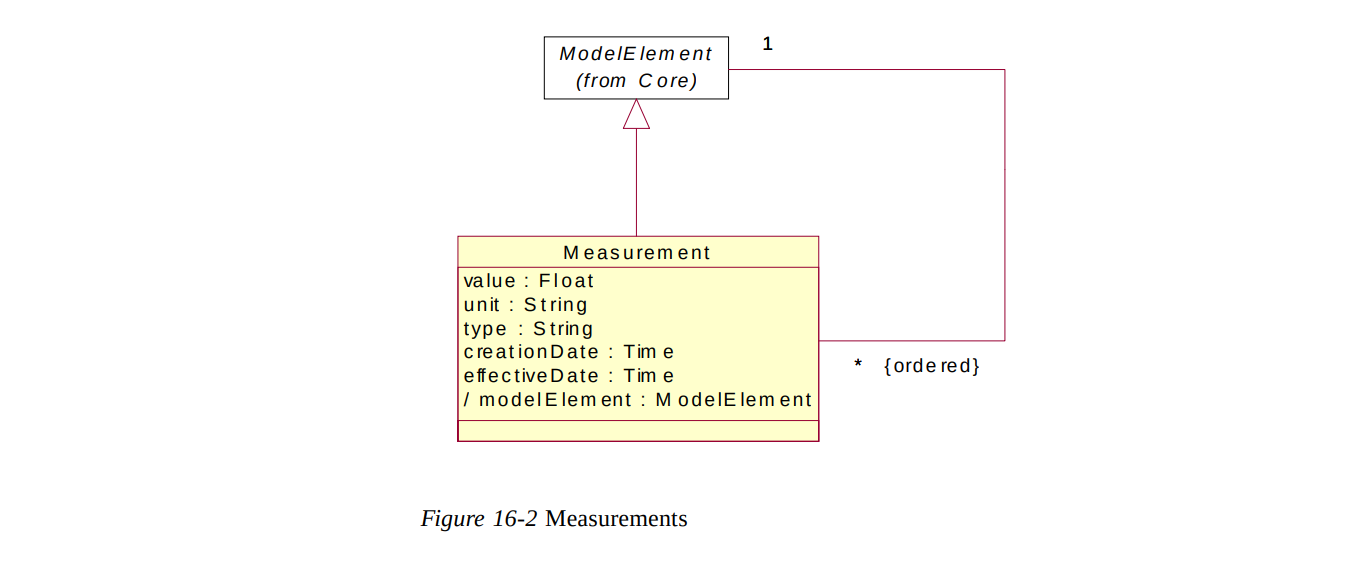 ModelElement
(from Core)
1
Measurement
value : Float
unit : String
type : String
creationDate : Time
effectiveDate : Time
/ modelElement : ModelElement
* {ordered}
Figure 16-2 Measurements